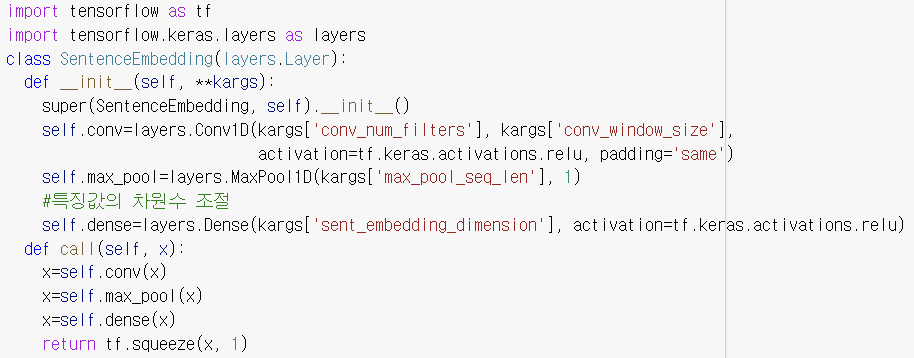 import tensorflow as tf
import tensorflow.keras.layers as layers
class SentenceEmbedding(layers.Layer):
  def __init__(self, **kargs):
    super(SentenceEmbedding, self).__init__()
    self.conv=layers.Conv1D(kargs['conv_num_filters'], kargs['conv_window_size'],
                            activation=tf.keras.activations.relu, padding='same')
    self.max_pool=layers.MaxPool1D(kargs['max_pool_seq_len'], 1)
    #특징값의 차원수 조절
    self.dense=layers.Dense(kargs['sent_embedding_dimension'], activation=tf.keras.activations.relu)
  def call(self, x):
    x=self.conv(x)
    x=self.max_pool(x)
    x=self.dense(x)
    return tf.squeeze(x, 1)